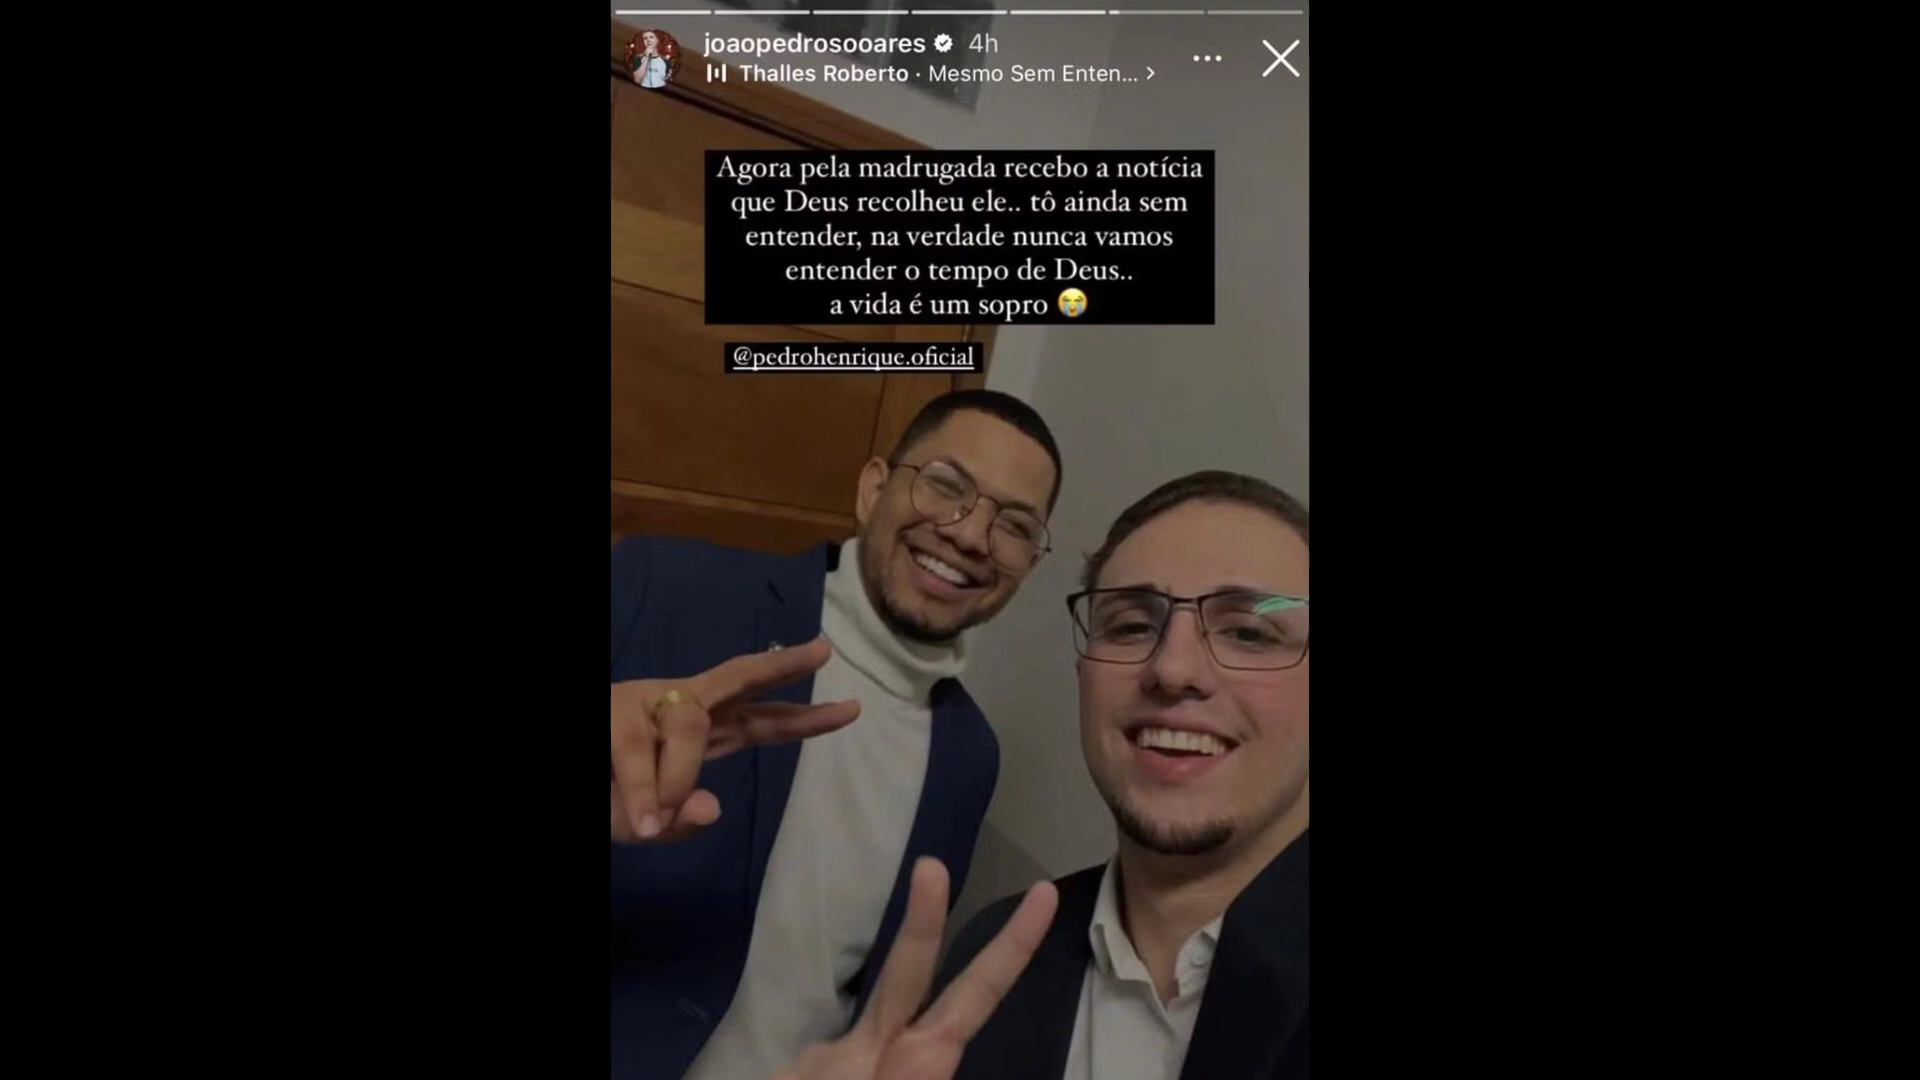 joaopedrosooares 4h
Thalles Roberto · Mesmo Sem Enten...
Agora pela madrugada recebo a notícia
que Deus recolheu ele.. tô ainda sem
entender, na verdade nunca vamos
entender o tempo de Deus..
a vida é um sopro 😭
@pedrohenrique.oficial